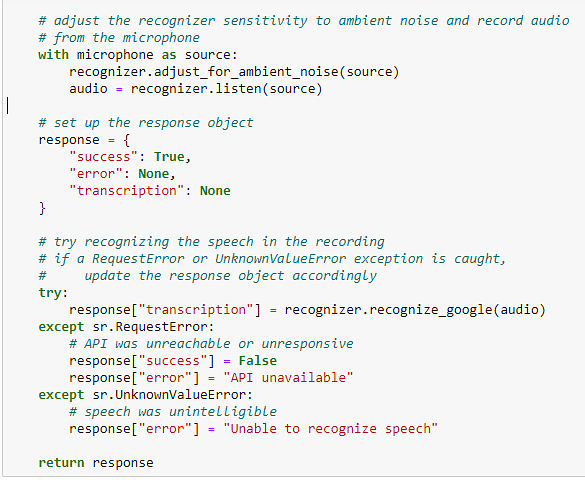 # adjust the recognizer sensitivity to ambient noise and record audio
# from the microphone
with microphone as source:
    recognizer.adjust_for_ambient_noise(source)
    audio = recognizer.listen(source)

# set up the response object
response = {
    "success": True,
    "error": None,
    "transcription": None
}

# try recognizing the speech in the recording
# if a RequestError or UnknownValueError exception is caught,
#     update the response object accordingly
try:
    response["transcription"] = recognizer.recognize_google(audio)
except sr.RequestError:
    # API was unreachable or unresponsive
    response["success"] = False
    response["error"] = "API unavailable"
except sr.UnknownValueError:
    # speech was unintelligible
    response["error"] = "Unable to recognize speech"

return response